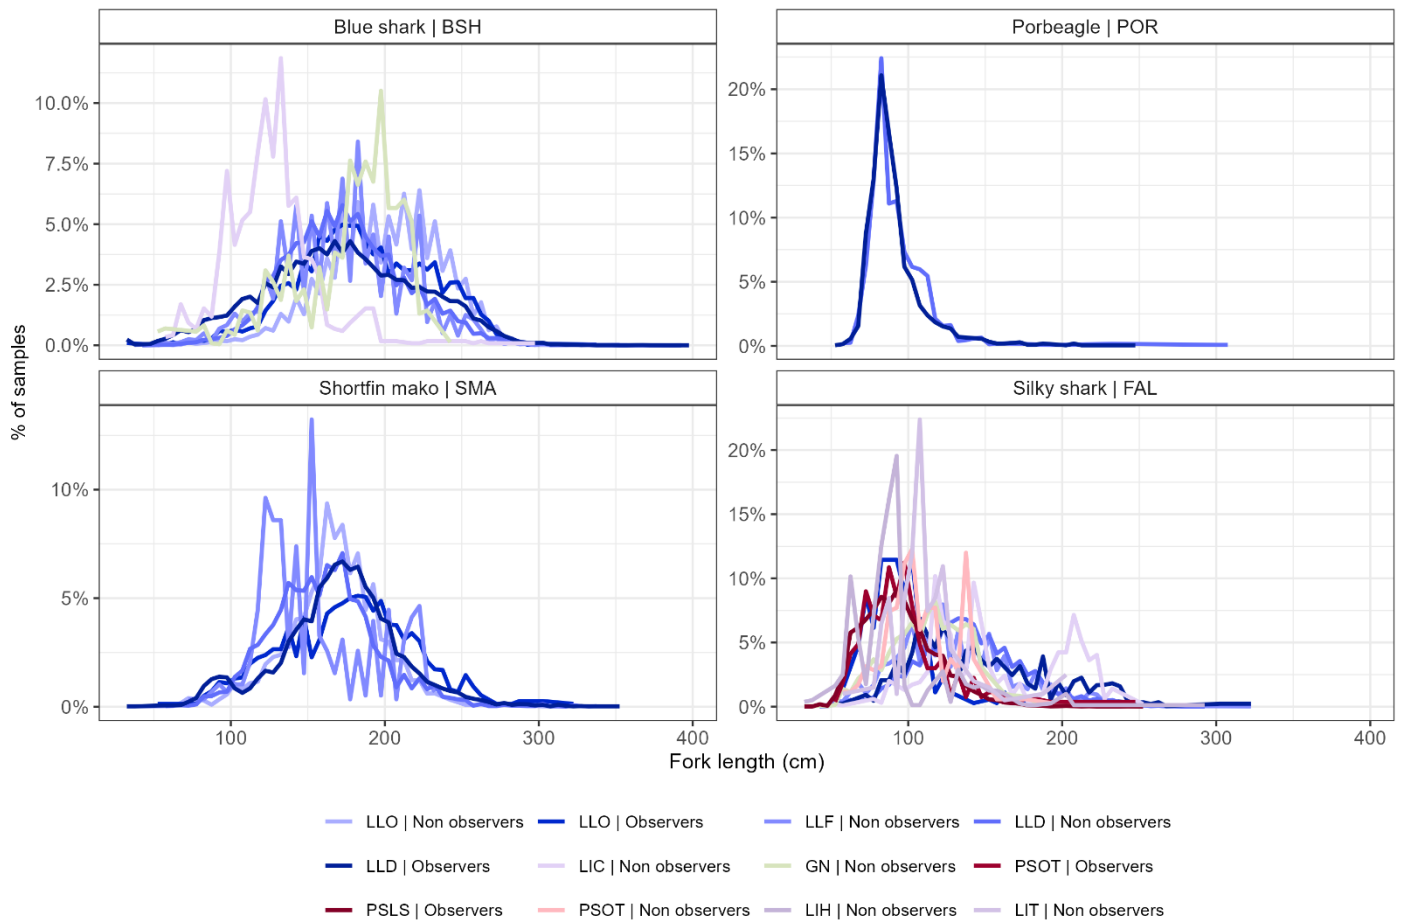 Blue shark | BSH
Porbeagle | POR
10.0%
7.5%
5.0%
2.5%
0.0%
20%
15%
10%
5%
0%
% of samples
Shortfin mako | SMA
Silky shark | FAL
10%
5%
0%
20%
15%
10%
5%
0%
100 200 300 400
100 200 300 400
Fork length (cm)
LLO | Non observers LLO | Observers LLF | Non observers LLD | Non observers
LLD | Observers LIC | Non observers GN | Non observers PSOT | Observers
PSLS | Observers PSOT | Non observers LIH | Non observers LIT | Non observers